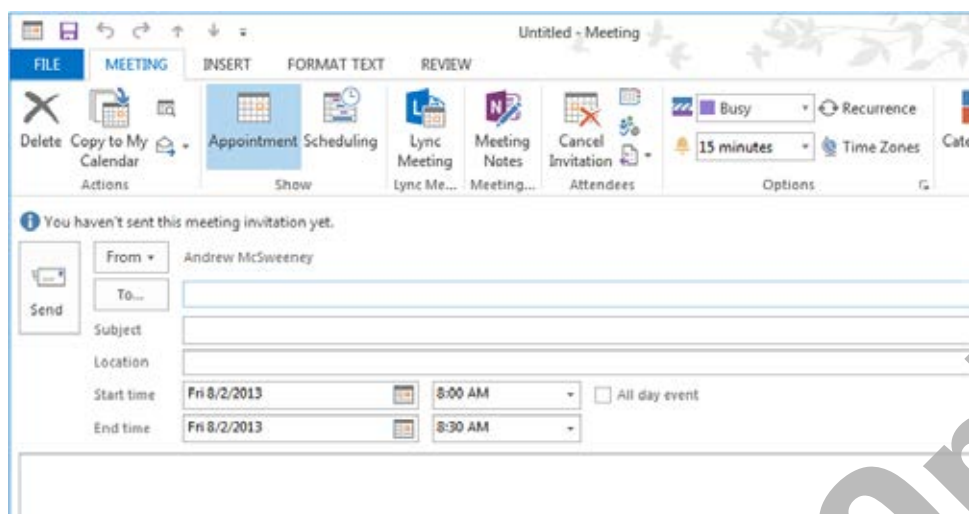 Untitled - Meeting
FILE MEETING INSERT FORMAT TEXT REVIEW
Delete Copy to My Calendar Appointment Scheduling Lync Meeting Meeting Notes Cancel Invitation Busy Recurrence
15 minutes Time Zones
Actions Show Lync Me... Meeting... Attendees Options
You haven't sent this meeting invitation yet.
Send
From Andrew McSweeney
To...
Subject
Location
Start time Fri 8/2/2013 8:00 AM All day event
End time Fri 8/2/2013 8:30 AM